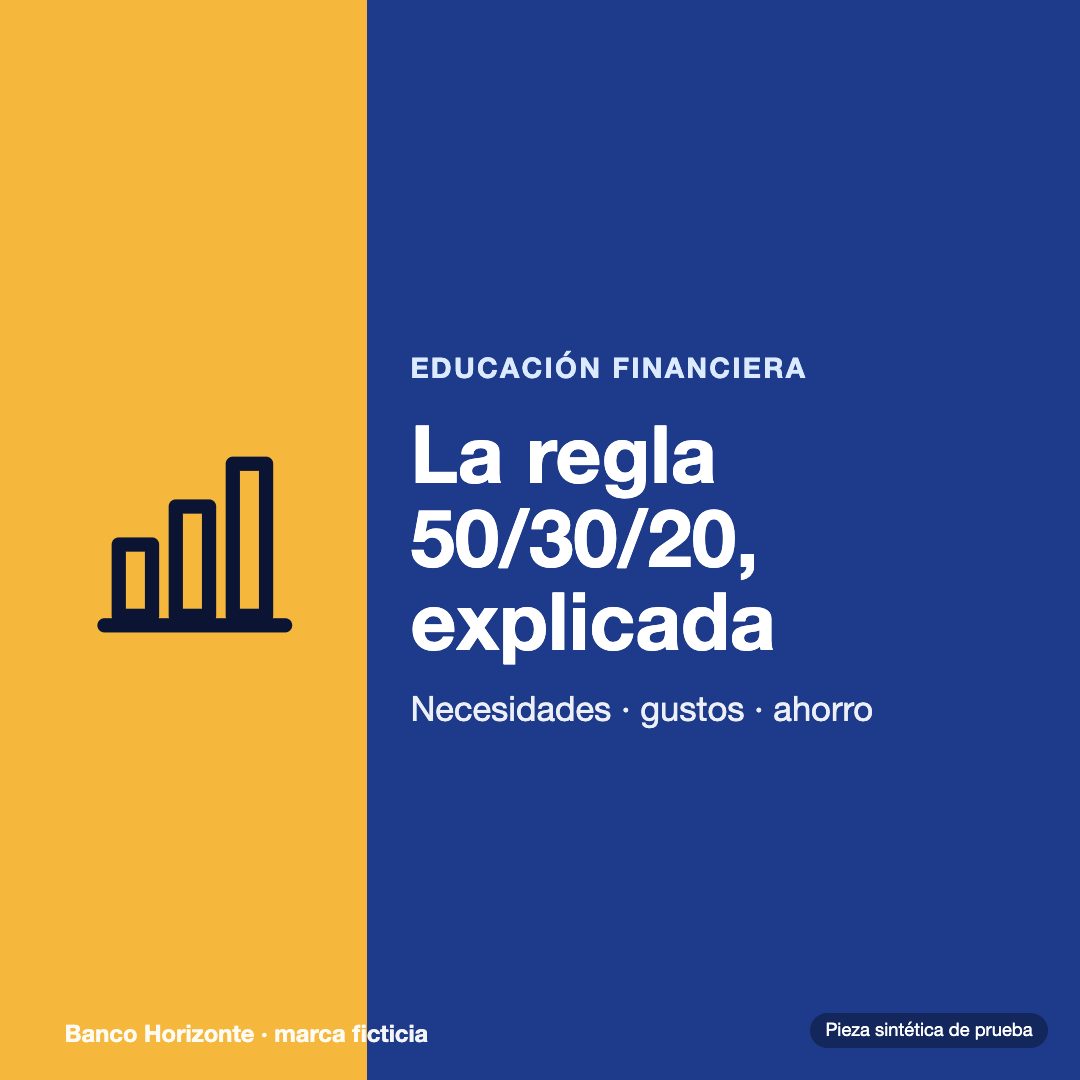 EDUCACIÓN FINANCIERA
La regla
50/30/20,
explicada
Necesidades · gustos · ahorro
Banco Horizonte · marca ficticia
Pieza sintética de prueba